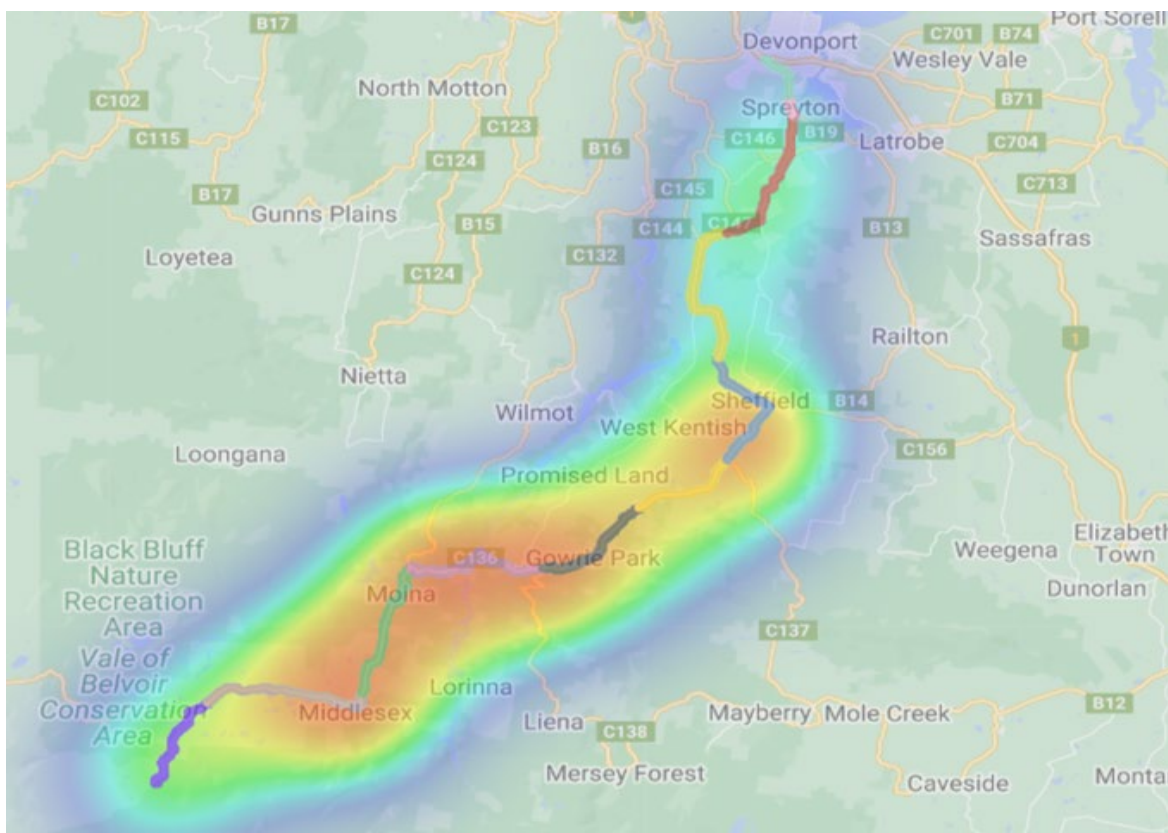 B17
Port Sorell
Devonport
C701
B74
Wesley Vale
North Motton
C102
C123
Spreyton
B71
C115
C146
B19
Latrobe
C704
B16
C124
B17
C145
C713
Gunns Plains
B15
C144
B13
Sassafras
Loyetea
C132
C124
Railton
1
Nietta
Sheffield
B14
Wilmot
West Kentish
Loongana
C156
Promised Land
Elizabeth
Town
Black Bluff
Nature
Recreation
Area
C136
Gowrie Park
Weegena
Dunorlan
Moina
C137
Vale of
Belvoir
Conservation
Area
Lorinna
Middlesex
Liena
C138
Mayberry
Mole Creek
B12
Mersey Forest
Caveside